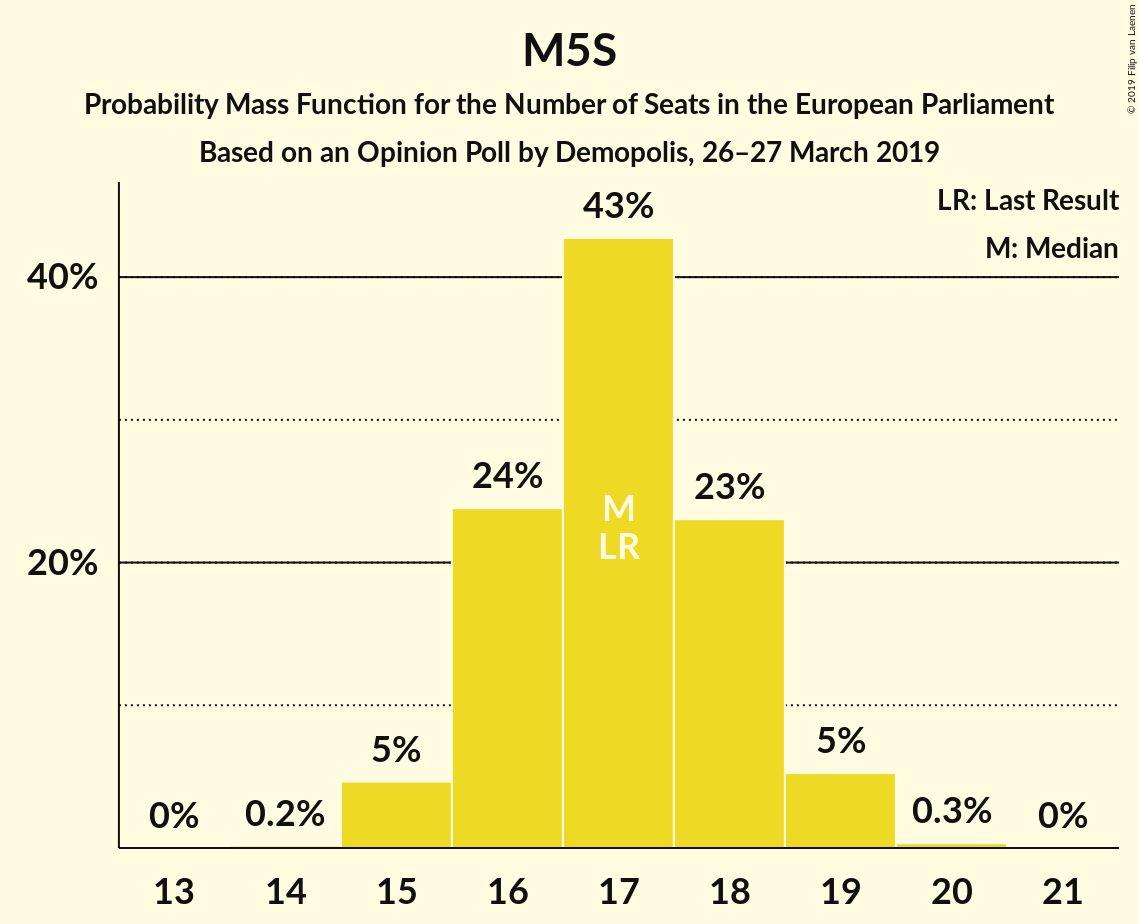 M5S
Probability Mass Function for the Number of Seats in the European Parliament
Based on an Opinion Poll by Demopolis, 26–27 March 2019
© 2019 Filip van Laenen
LR: Last Result
M: Median
40%
20%
0%
0.2%
5%
24%
43%
23%
5%
0.3%
0%
M
LR
13
14
15
16
17
18
19
20
21